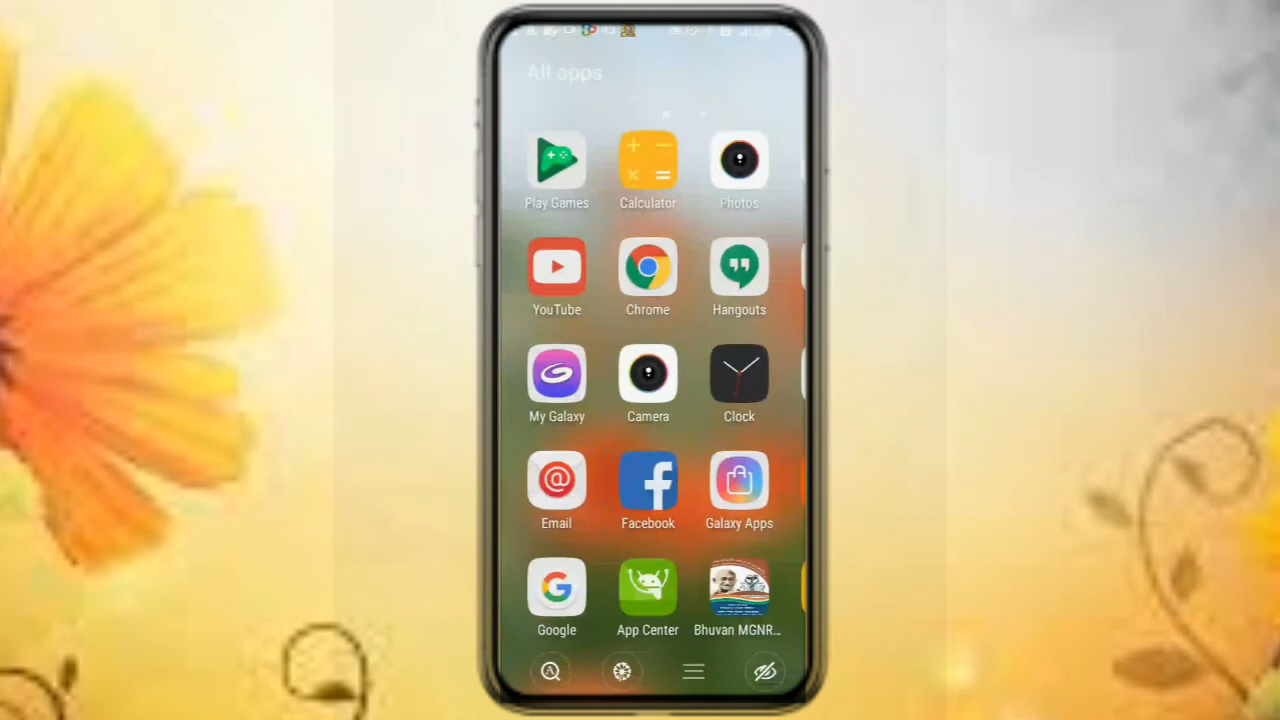 All apps
Play Games Calculator Photos
YouTube Chrome Hangouts
My Galaxy Camera Clock
Email Facebook Galaxy Apps
Google App Center Bhuvan MGNR...